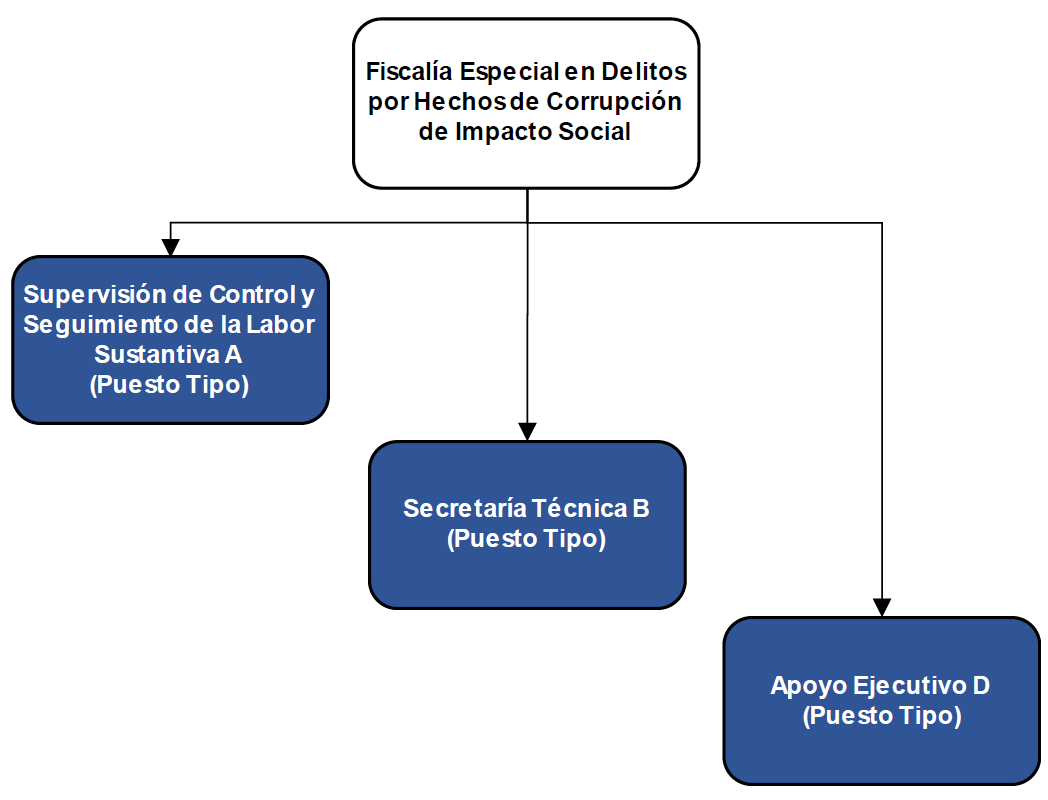 Fiscalía Especial en Delitos
por Hechos de Corrupción
de Impacto Social
Supervisión de Control y
Seguimiento de la Labor
Sustantiva A
(Puesto Tipo)
Secretaría Técnica B
(Puesto Tipo)
Apoyo Ejecutivo D
(Puesto Tipo)